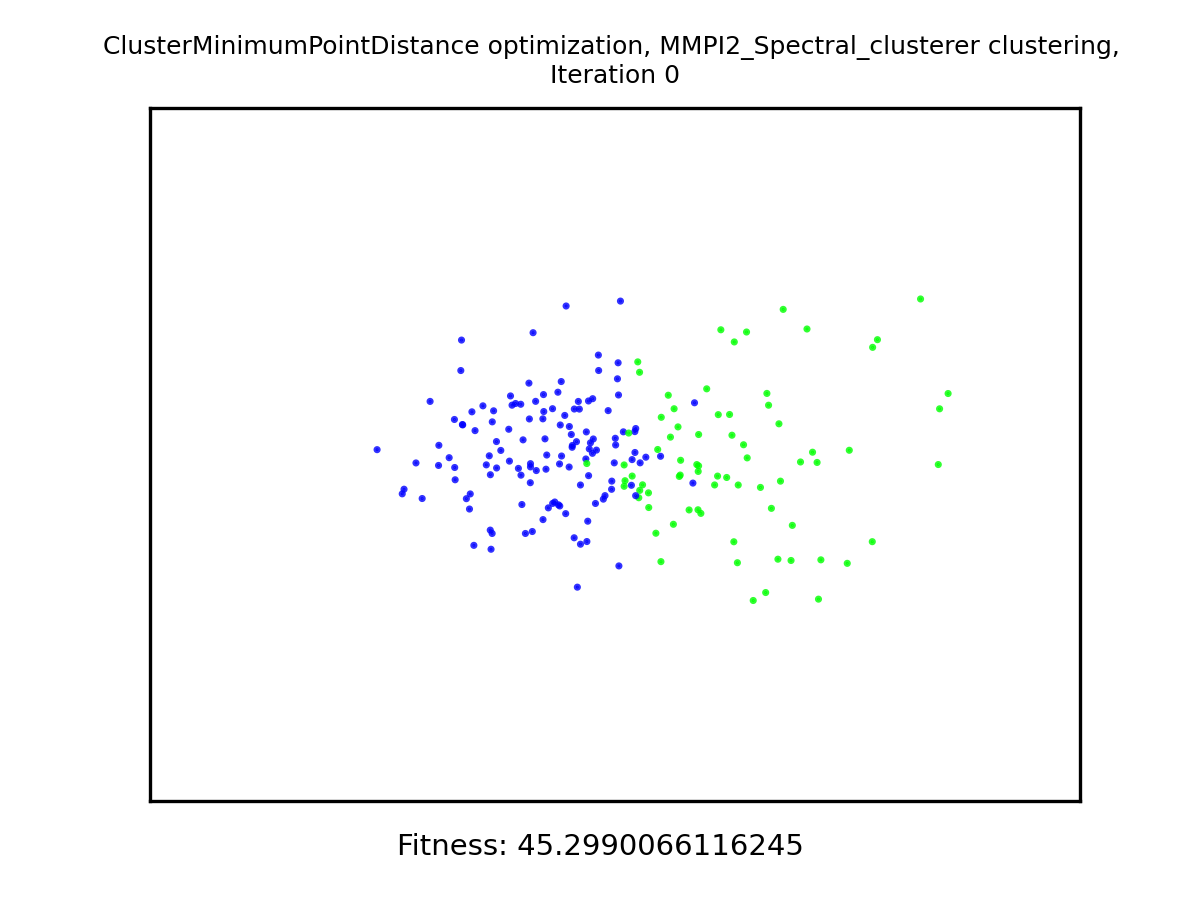 ClusterMinimumPointDistance optimization, MMPI2_Spectral_clusterer clustering,
Iteration 0
Fitness: 45.2990066116245